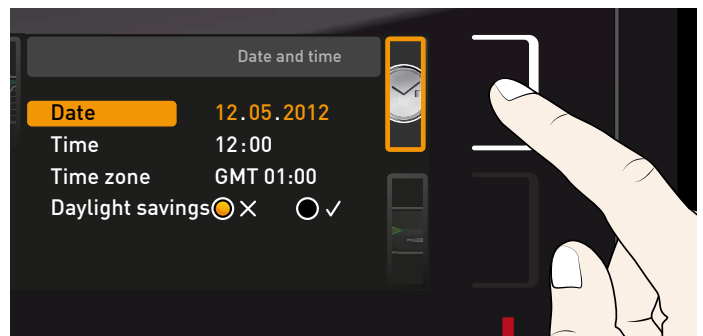 Date and time
Date 12.05.2012
Time 12:00
Time zone GMT 01:00
Daylight savings